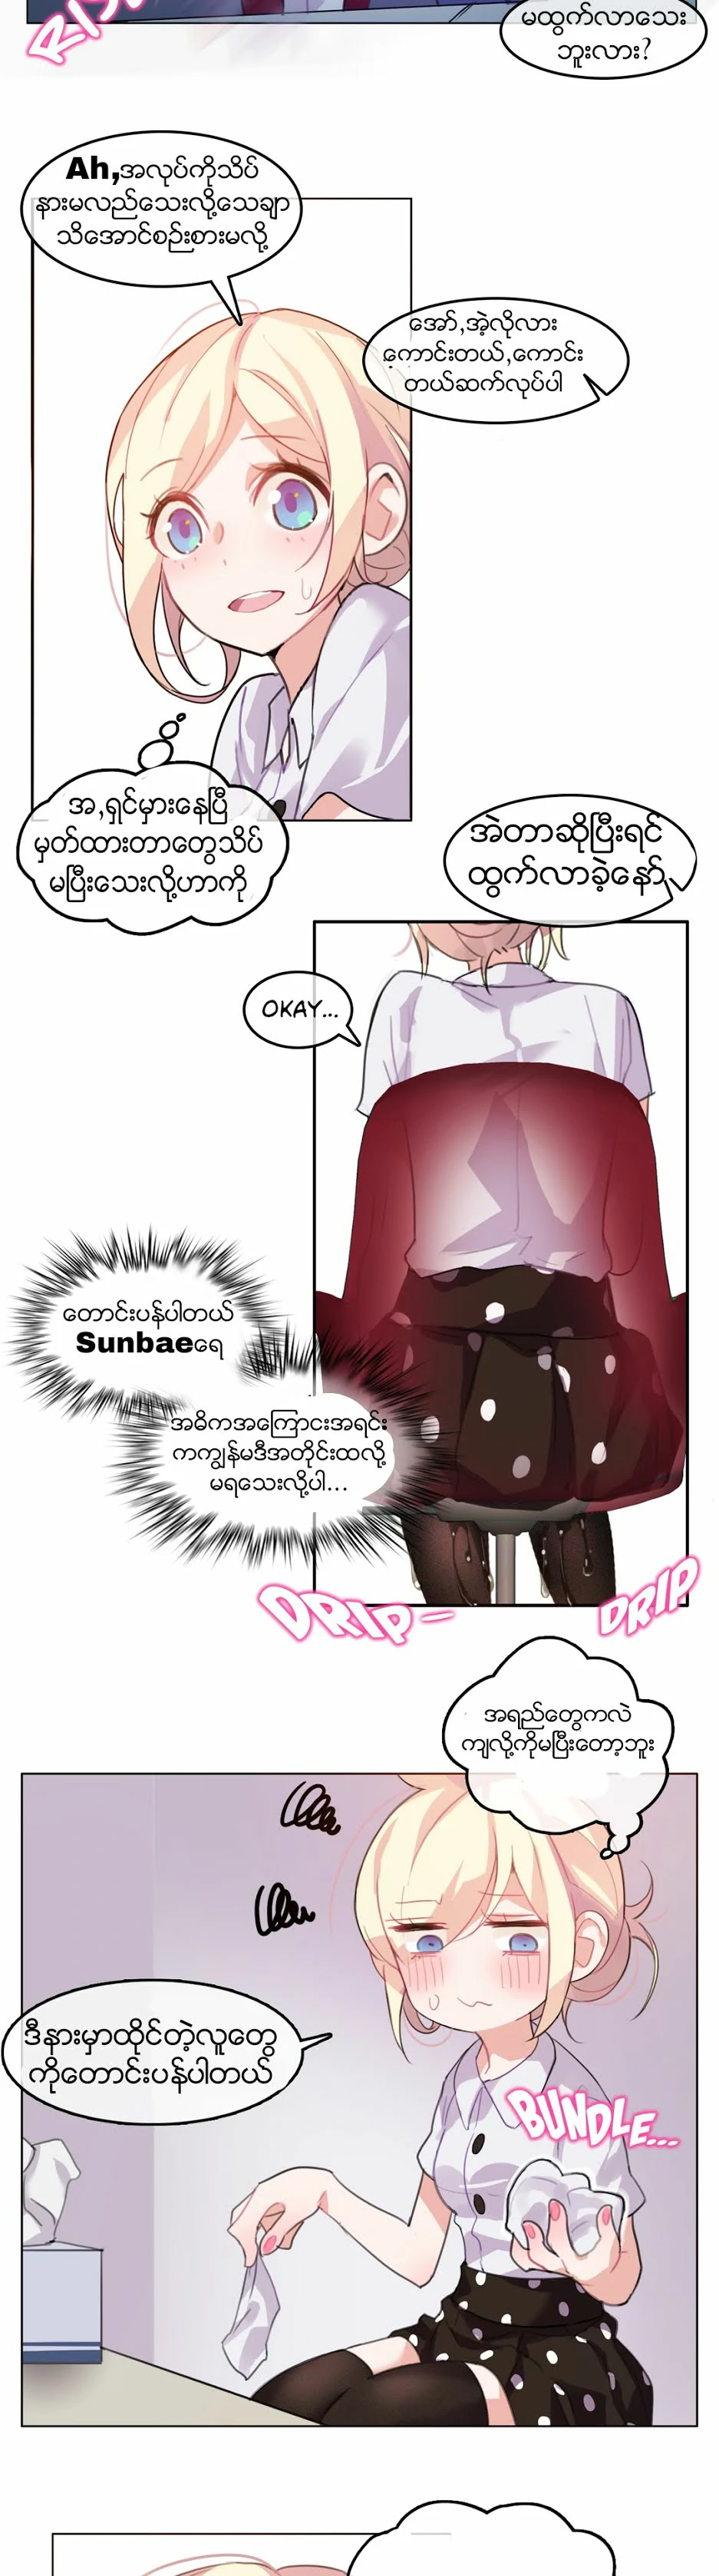 RISE
မထွက်လာသေး
ဘူးလား?
Ah,အလုပ်ကိုသိပ်
နားမလည်သေးလို့သေချာ
သိအောင်စဉ်းစားမလို့
အော်,အဲ့လိုလား
ကောင်းတယ်,ကောင်း
တယ်ဆက်လုပ်ပါ
အ,ရှင်မှားနေပြီ
မှတ်ထားတာတွေသိပ်
မပြီးသေးလို့ဟာကို
အဲတာဆိုပြီးရင်
ထွက်လာခဲ့နော်
OKAY...
တောင်းပန်ပါတယ်
Sunbaeရေ
အဓိကအကြောငးအရင်း
ကကျွန်မဒီအတိုင်းထလို့
မရသေးလို့ပါ...
DRIP-
DRIP
အရည်တွေကလဲ
ကျလို့ကိုမပြီးတော့ဘူး
ဒီနားမှာထိုင်တဲ့လူတွေ
ကိုတောင်းပန်ပါတယ်
BUNDLE...